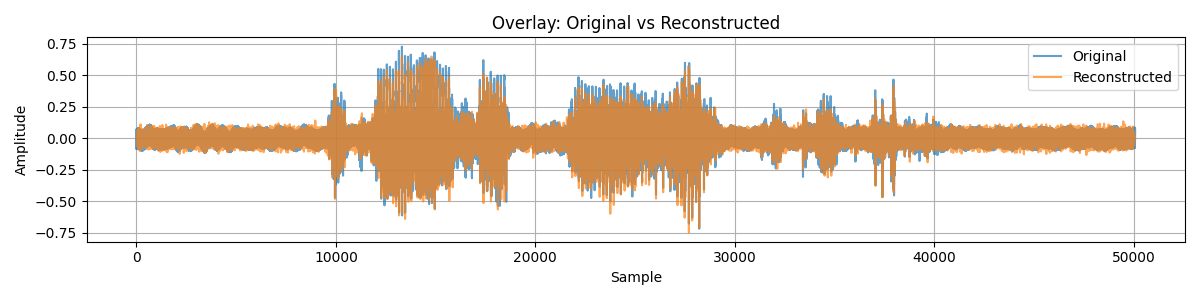 Overlay: Original vs Reconstructed
Original
Reconstructed
Amplitude
0.75
0.50
0.25
0.00
−0.25
−0.50
−0.75
0
10000
20000
30000
40000
50000
Sample